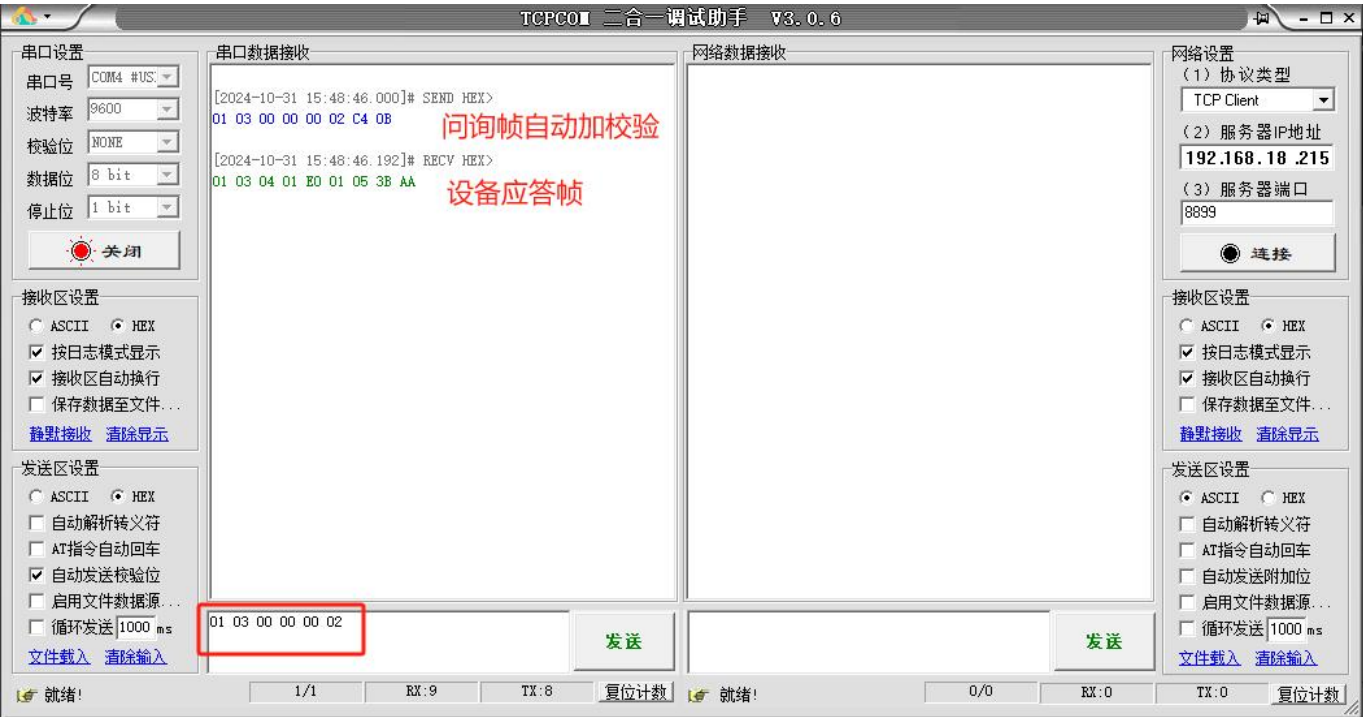 TCPCOM 二合一调试助手 V3.0.6
串口设置
串口号 COM4 #US
波特率 9600
校验位 NONE
数据位 8 bit
停止位 1 bit
关闭
接收区设置
ASCII HEX
按日志模式显示
接收区自动换行
保存数据至文件...
静默接收 清除显示
发送区设置
ASCII HEX
自动解析转义符
AT指令自动回车
自动发送校验位
启用文件数据源...
循环发送 1000 ms
文件载入 清除输入
串口数据接收
[2024-10-31 15:48:46.000]# SEND HEX>
01 03 00 00 00 02 C4 0B
问询帧自动加校验
[2024-10-31 15:48:46.192]# RECV HEX>
01 03 04 01 E0 01 05 3B AA
设备应答帧
01 03 00 00 00 02
发送
网络数据接收
发送
网络设置
(1) 协议类型
TCP Client
(2) 服务器IP地址
192.168.18.215
(3) 服务器端口
8899
连接
接收区设置
ASCII HEX
按日志模式显示
接收区自动换行
保存数据至文件...
静默接收 清除显示
发送区设置
ASCII HEX
自动解析转义符
AT指令自动回车
自动发送附加位
启用文件数据源...
循环发送 1000 ms
文件载入 清除输入
就绪! 1/1 RX:9 TX:8 复位计数
就绪! 0/0 RX:0 TX:0 复位计数